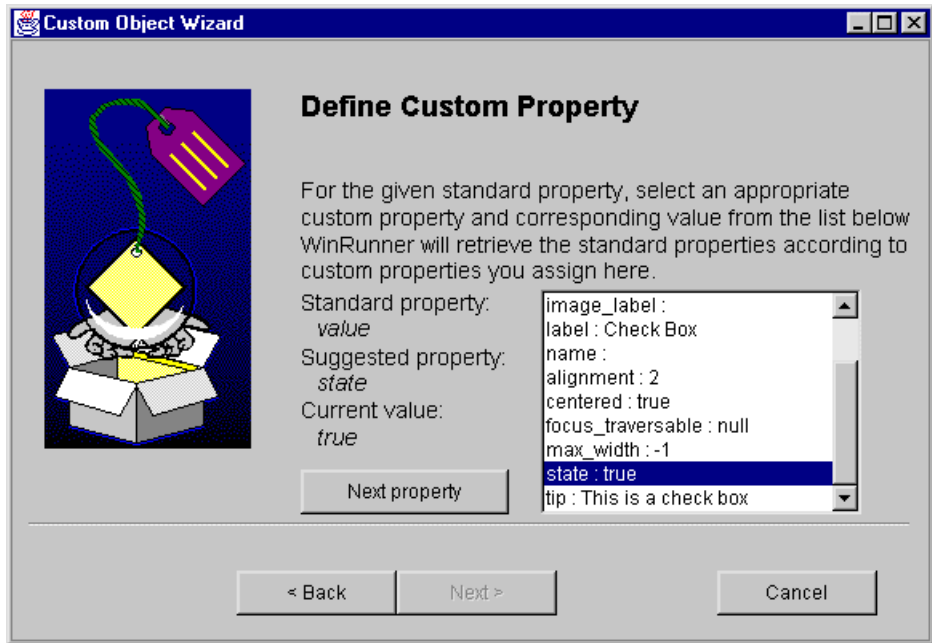 Custom Object Wizard
Define Custom Property
For the given standard property, select an appropriate
custom property and corresponding value from the list below
WinRunner will retrieve the standard properties according to
custom properties you assign here.
Standard property:
value
Suggested property:
state
Current value:
true
Next property
image_label :
label : Check Box
name :
alignment : 2
centered : true
focus_traversable : null
max_width : -1
state : true
tip : This is a check box
< Back
Next >
Cancel